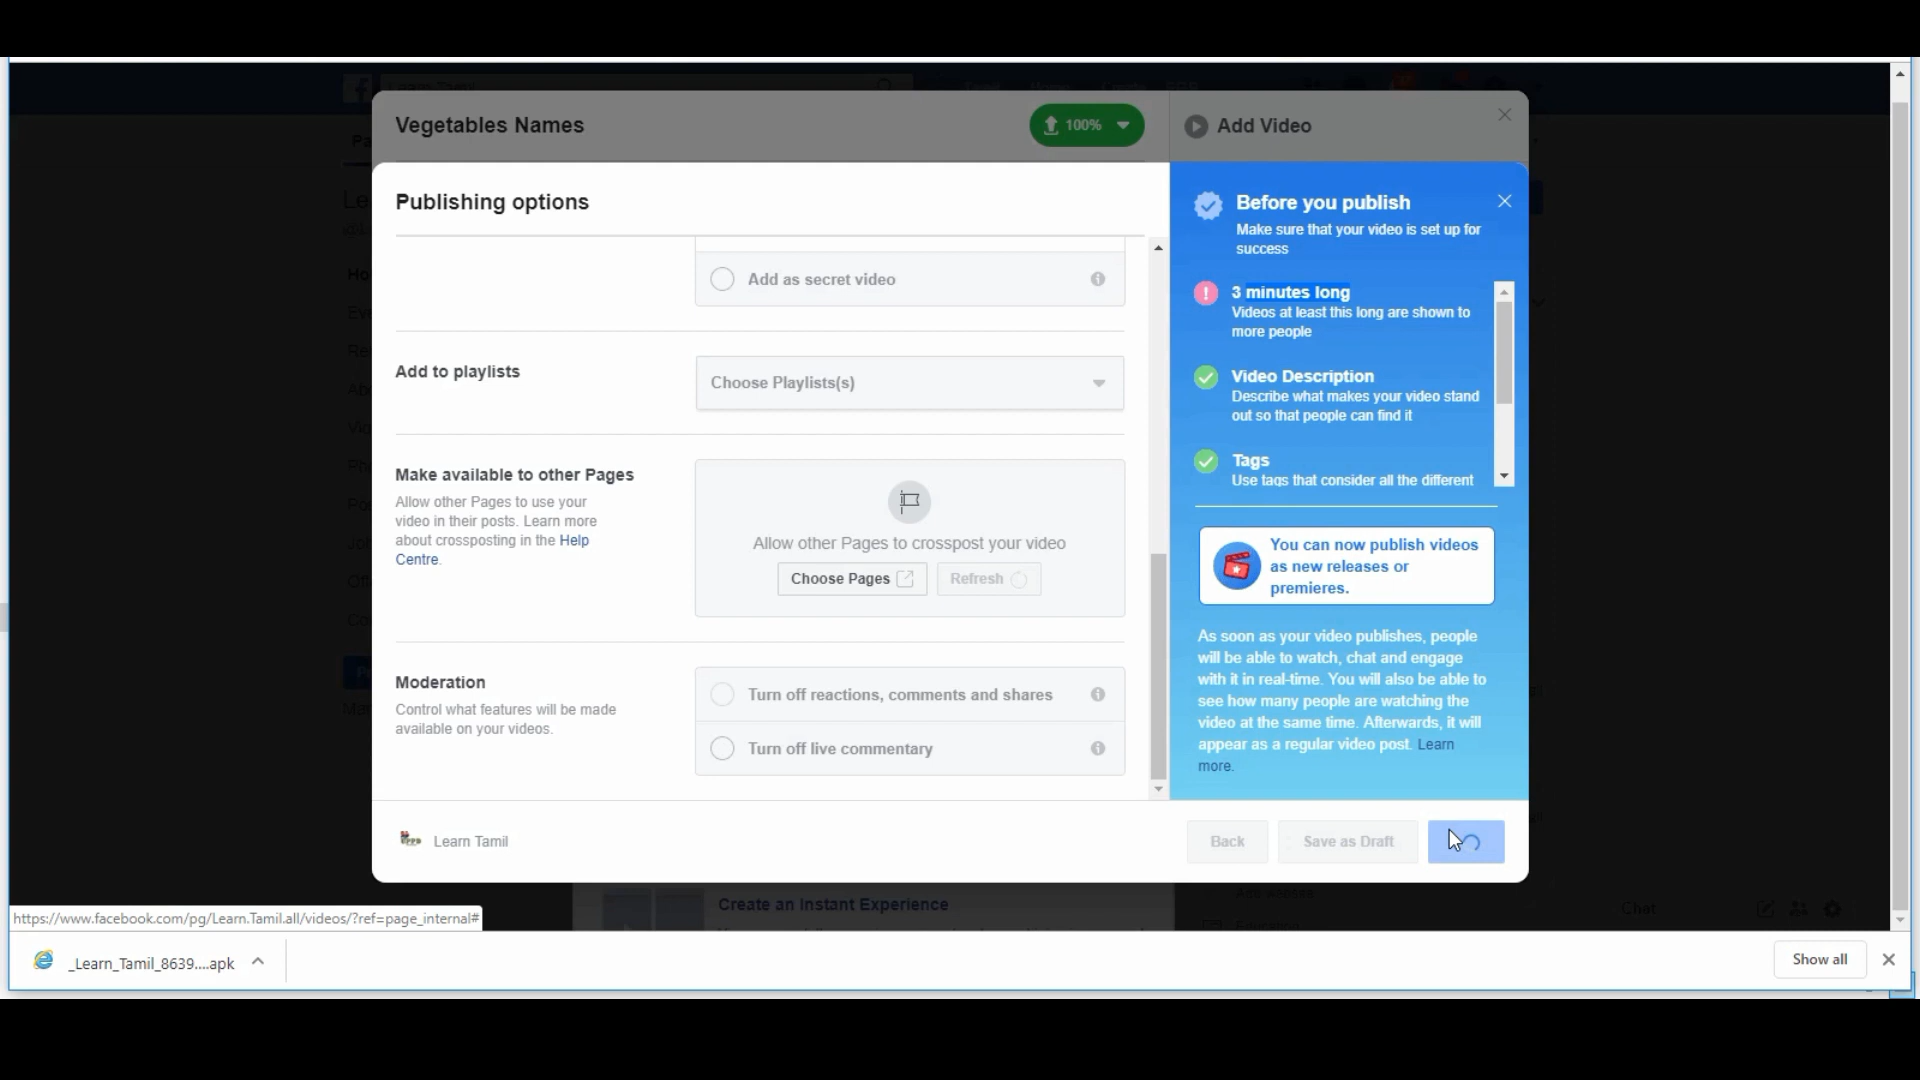 Vegetables Names
100%
Add Video
Publishing options
Add as secret video
Add to playlists
Choose Playlists(s)
Make available to other Pages
Allow other Pages to use your
video in their posts. Learn more
about crossposting in the Help
Centre.
Allow other Pages to crosspost your video
Choose Pages
Refresh
Moderation
Control what features will be made
available on your videos.
Turn off reactions, comments and shares
Turn off live commentary
Before you publish
Make sure that your video is set up for
success
3 minutes long
Videos at least this long are shown to
more people
Video Description
Describe what makes your video stand
out so that people can find it
Tags
Use tags that consider all the different
You can now publish videos
as new releases or
premieres.
As soon as your video publishes, people
will be able to watch, chat and engage
with it in real-time. You will also be able to
see how many people are watching the
video at the same time. Afterwards, it will
appear as a regular video post. Learn
more.
Learn Tamil
Back
Save as Draft
Create an Instant Experience
Chat
https://www.facebook.com/pg/Learn.Tamil.all/videos/?ref=page_internal#
_Learn_Tamil_8639....apk
Show all